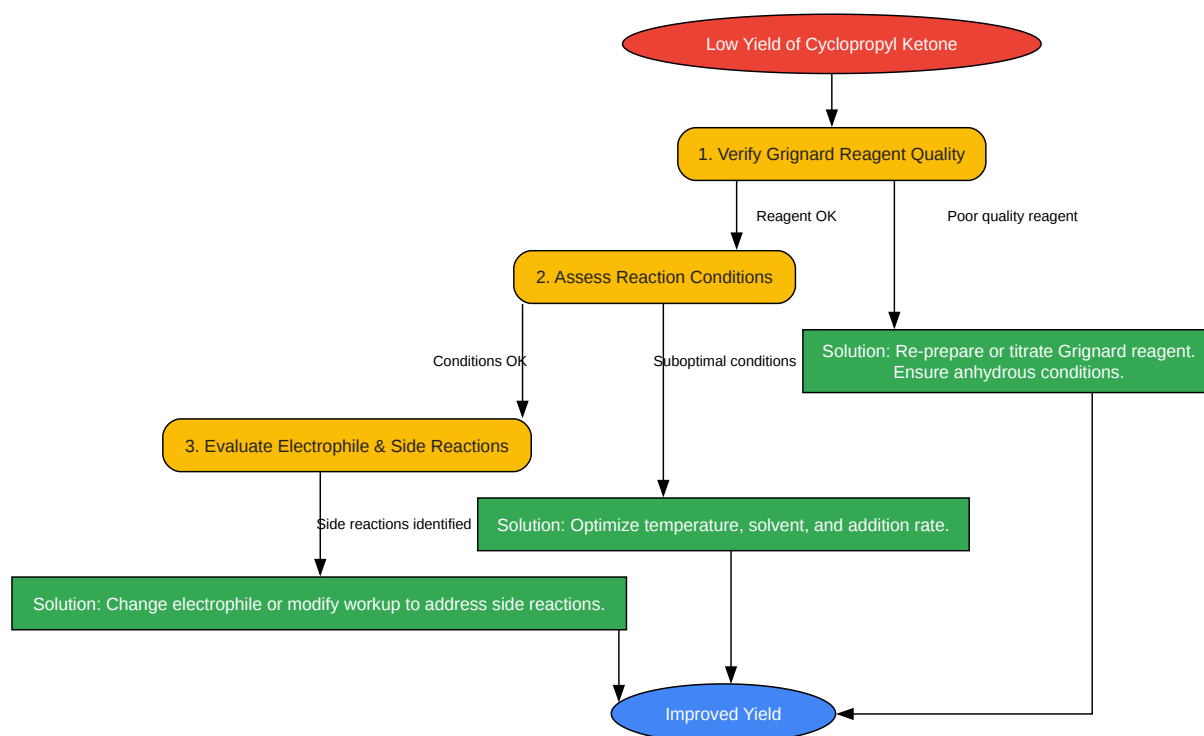 Low Yield of Cyclopropyl Ketone
1. Verify Grignard Reagent Quality
Reagent OK
Poor quality reagent
2. Assess Reaction Conditions
Conditions OK
Suboptimal conditions
Solution: Re-prepare or titrate Grignard reagent.
Ensure anhydrous conditions.
3. Evaluate Electrophile & Side Reactions
Side reactions identified
Solution: Optimize temperature, solvent, and addition rate.
Solution: Change electrophile or modify workup to address side reactions.
Improved Yield